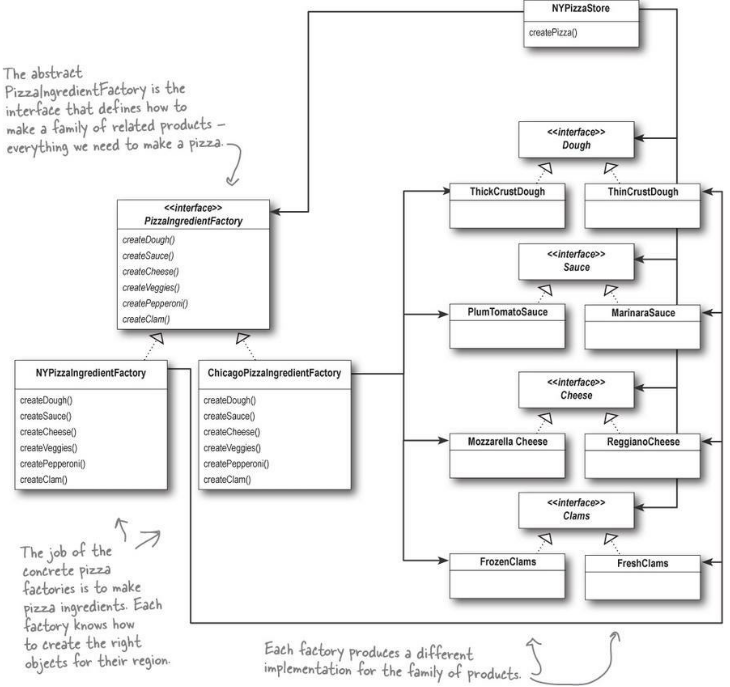 NYPizzaStore
createPizza()
The abstract
PizzaIngredientFactory is the
interface that defines how to
make a family of related products –
everything we need to make a pizza.
<<interface>>
Dough
ThickCrustDough
ThinCrustDough
<<interface>>
PizzaIngredientFactory
createDough()
createSauce()
createCheese()
createVeggies()
createPepperoni()
createClam()
<<interface>>
Sauce
PlumTomatoSauce
MarinaraSauce
NYPizzaIngredientFactory
createDough()
createSauce()
createCheese()
createVeggies()
createPepperoni()
createClam()
ChicagoPizzaIngredientFactory
createDough()
createSauce()
createCheese()
createVeggies()
createPepperoni()
createClam()
<<interface>>
Cheese
Mozzarella Cheese
ReggianoCheese
<<interface>>
Clams
FrozenClams
FreshClams
The job of the
concrete pizza
factories is to make
pizza ingredients. Each
factory knows how
to create the right
objects for their region.
Each factory produces a different
implementation for the family of products.